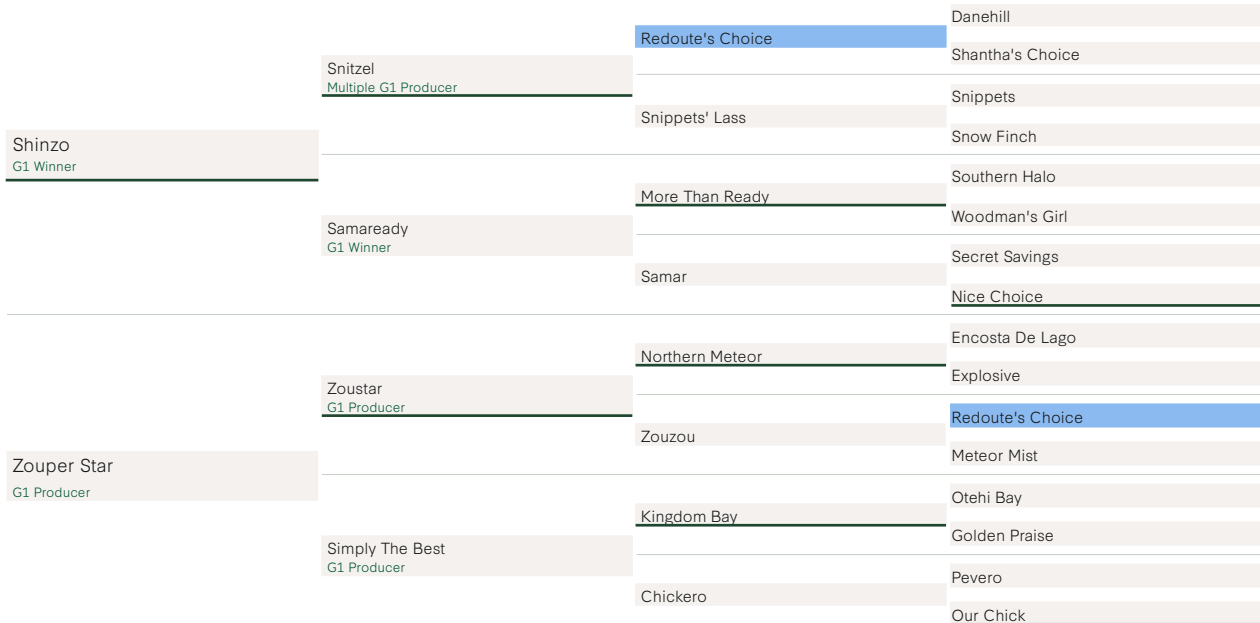 Shinzo
G1 Winner
Zouper Star
G1 Producer
Snitzel
Multiple G1 Producer
Samaready
G1 Winner
Zoustar
G1 Producer
Simply The Best
G1 Producer
Redoute's Choice
Snippets' Lass
More Than Ready
Samar
Northern Meteor
Zouzou
Kingdom Bay
Chickero
Danehill
Shantha's Choice
Snippets
Snow Finch
Southern Halo
Woodman's Girl
Secret Savings
Nice Choice
Encosta De Lago
Explosive
Redoute's Choice
Meteor Mist
Otehi Bay
Golden Praise
Pevero
Our Chick